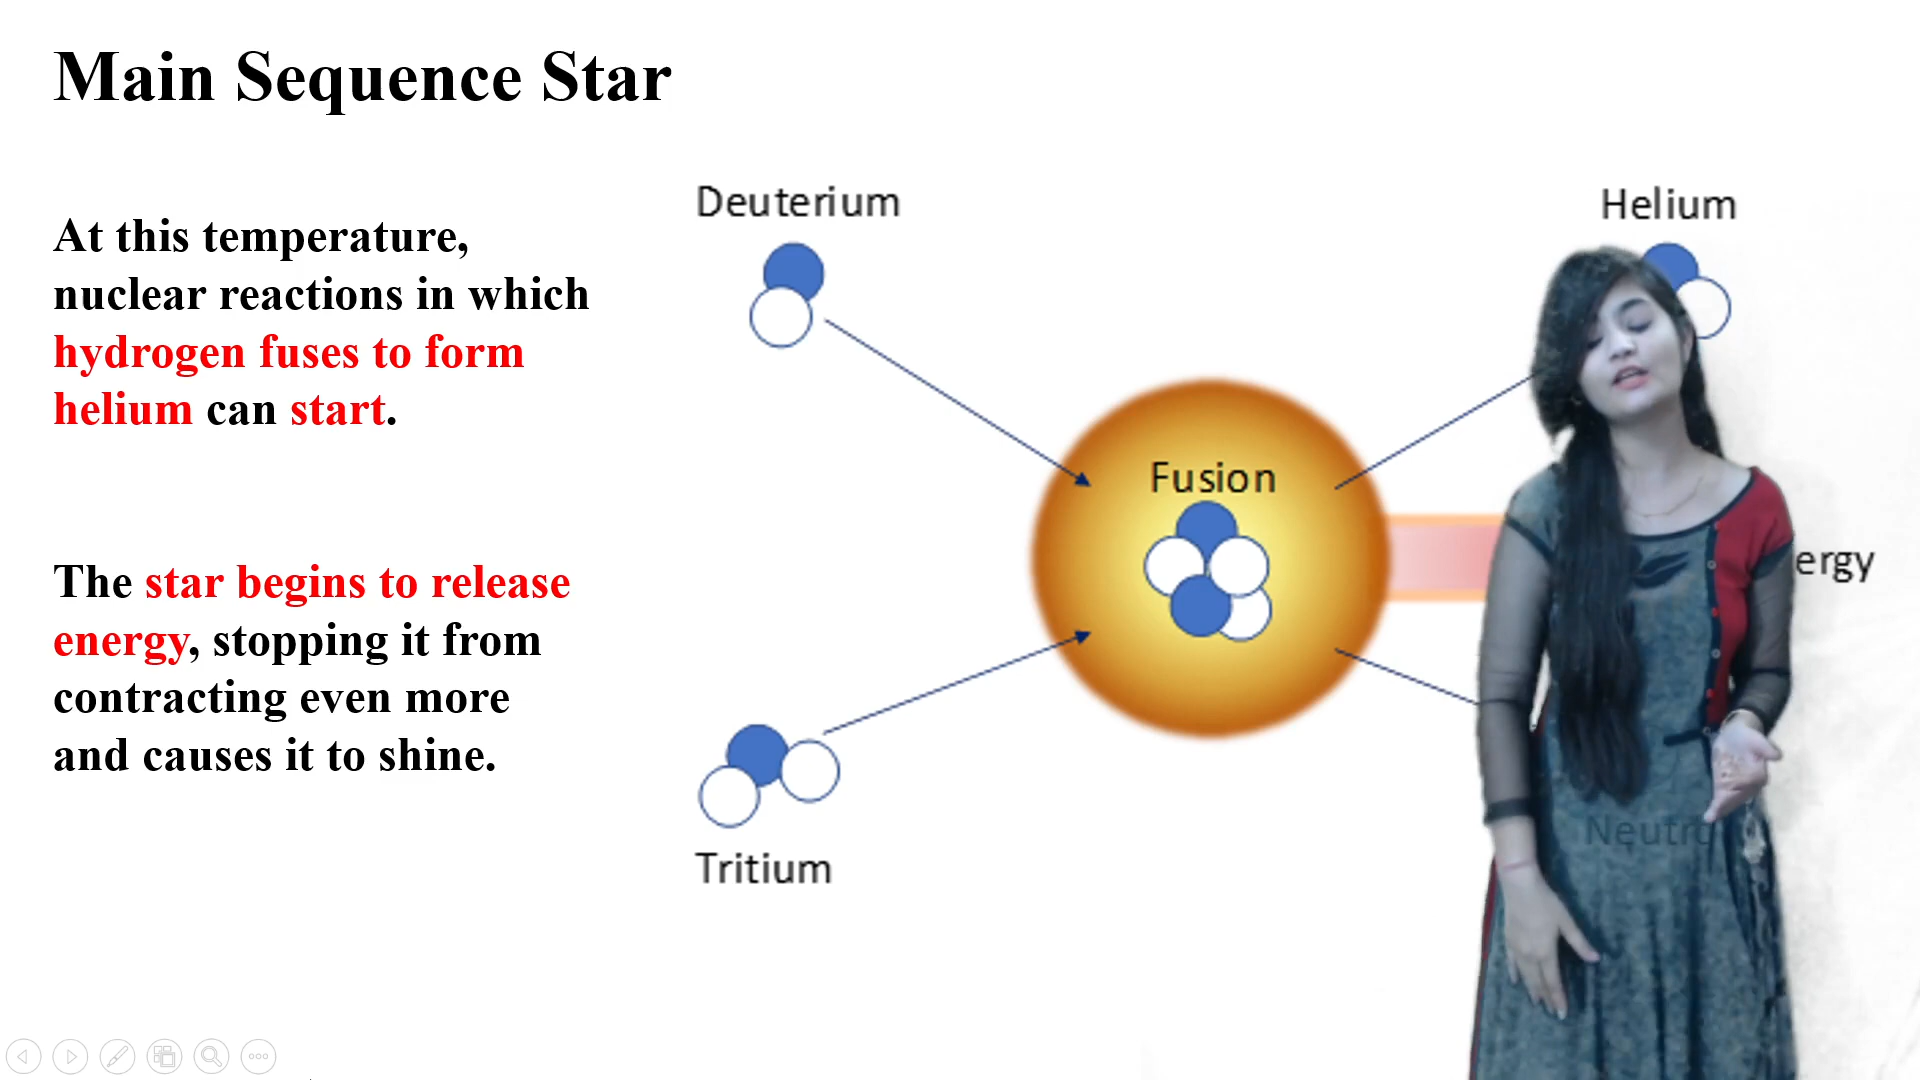 Main Sequence Star
At this temperature,
nuclear reactions in which
hydrogen fuses to form
helium can start.
The star begins to release
energy, stopping it from
contracting even more
and causes it to shine.
Deuterium
Helium
Fusion
Tritium